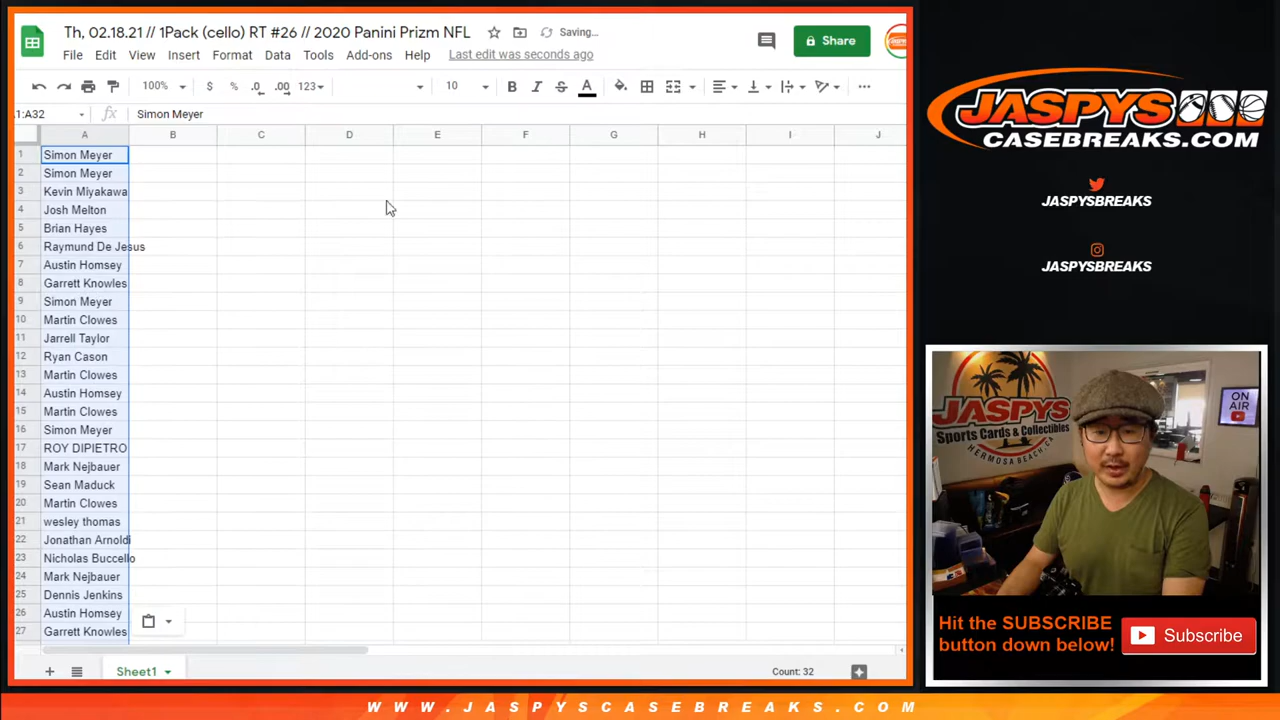 Th, 02.18.21 // 1Pack (cello) RT #26 // 2020 Panini Prizm NFL
Saving...
File Edit View Insert Format Data Tools Add-ons Help Last edit was seconds ago
Share
100% $ % .0 .00 123 10 B I S A
1:A32 fx Simon Meyer
A B C D E F G H I J
1 Simon Meyer
2 Simon Meyer
3 Kevin Miyakawa
4 Josh Melton
5 Brian Hayes
6 Raymund De Jesus
7 Austin Homsey
8 Garrett Knowles
9 Simon Meyer
10 Martin Clowes
11 Jarrell Taylor
12 Ryan Cason
13 Martin Clowes
14 Austin Homsey
15 Martin Clowes
16 Simon Meyer
17 ROY DIPIETRO
18 Mark Nejbauer
19 Sean Maduck
20 Martin Clowes
21 wesley thomas
22 Jonathan Arnoldi
23 Nicholas Buccello
24 Mark Nejbauer
25 Dennis Jenkins
26 Austin Homsey
27 Garrett Knowles
Sheet1
Count: 32
JASPYS
CASEBREAKS.COM
JASPYSBREAKS
JASPYSBREAKS
JASPYS
Sports Cards & Collectibles
HERMOSA BEACH, CA
ON
AIR
Hit the SUBSCRIBE
button down below!
Subscribe
WWW.JASPYSCASEBREAKS.COM